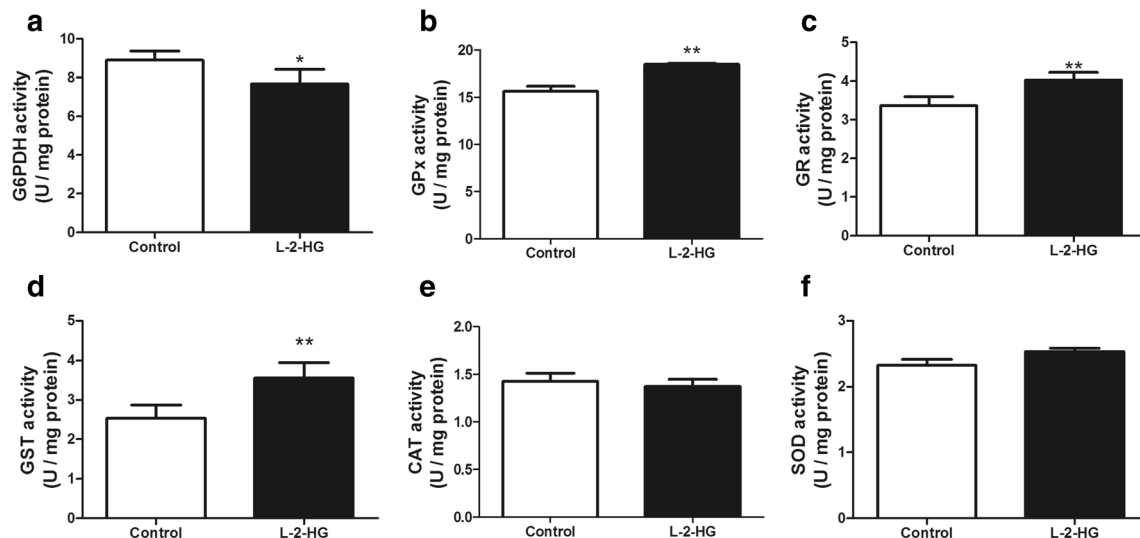 a
G6PDH activity
(U / mg protein)
10
8
6
4
2
0
*
Control
L-2-HG
b
GPx activity
(U / mg protein)
20
15
10
5
0
**
Control
L-2-HG
c
GR activity
(U / mg protein)
5
4
3
2
1
0
**
Control
L-2-HG
d
GST activity
(U / mg protein)
5
4
3
2
1
0
**
Control
L-2-HG
e
CAT activity
(U / mg protein)
2.0
1.5
1.0
0.5
0.0
Control
L-2-HG
f
SOD activity
(U / mg protein)
3
2
1
0
Control
L-2-HG